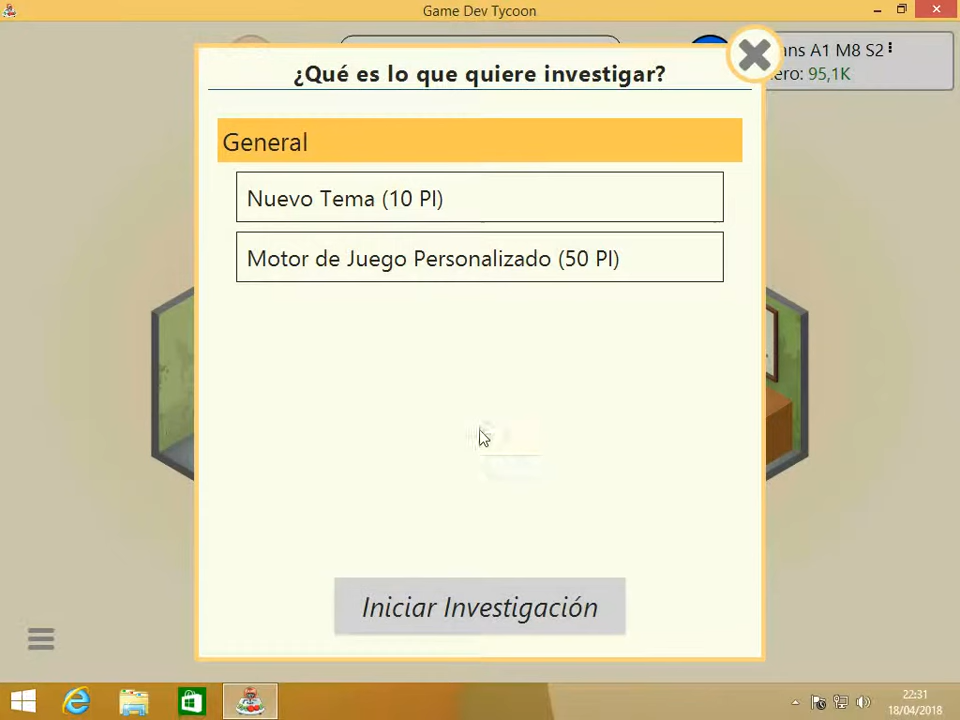 Game Dev Tycoon
ans A1 M8 S2
ero: 95,1K
¿Qué es lo que quiere investigar?
General
Nuevo Tema (10 PI)
Motor de Juego Personalizado (50 PI)
Iniciar Investigación
22:31
18/04/2018